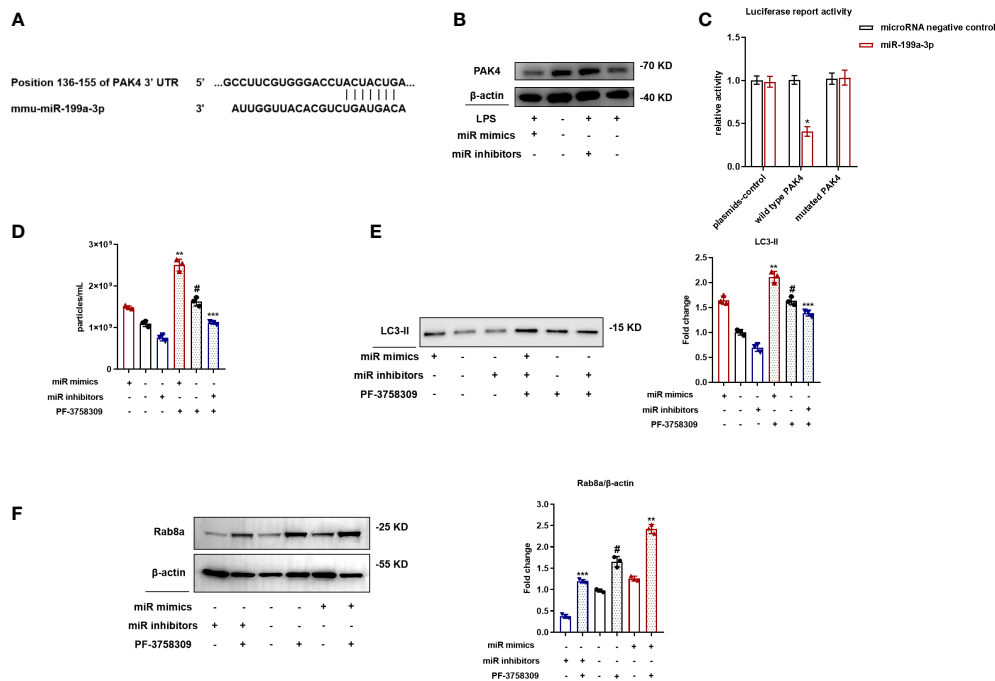 A
Position 136-155 of PAK4 3' UTR 5' ...GCCUUCGUGGGACCUACUACUGA...
mmu-miR-199a-3p 3' AUUGGUUACACGUCUGAUGACA
B
PAK4 -70 KD
β-actin -40 KD
LPS + - + +
miR mimics + - - -
miR inhibitors - - + -
C
Luciferase report activity
microRNA negative control
miR-199a-3p
relative activity
1.5
1.0
0.5
0.0
*
plasmids-control
wild type PAK4
mutated PAK4
D
particles/mL
3×10⁹
2×10⁹
1×10⁹
0
** # ***
miR mimics + - - + - -
miR inhibitors - - + - - +
PF-3758309 - - - + + +
E
LC3-II -15 KD
miR mimics + - - + - -
miR inhibitors - - + + - +
PF-3758309 - - - + + +
LC3-II
Fold change
2.5
2.0
1.5
1.0
0.5
0.0
** # ***
miR mimics + - - + - -
miR inhibitors - - + - - +
PF-3758309 - - - + + +
F
Rab8a -25 KD
β-actin -55 KD
miR mimics - - - - + +
miR inhibitors + + - - - -
PF-3758309 - + - + - +
Rab8a/β-actin
Fold change
3.0
2.5
2.0
1.5
1.0
0.5
0.0
*** # **
miR mimics - - - - + +
miR inhibitors + + - - - -
PF-3758309 - + - + - +